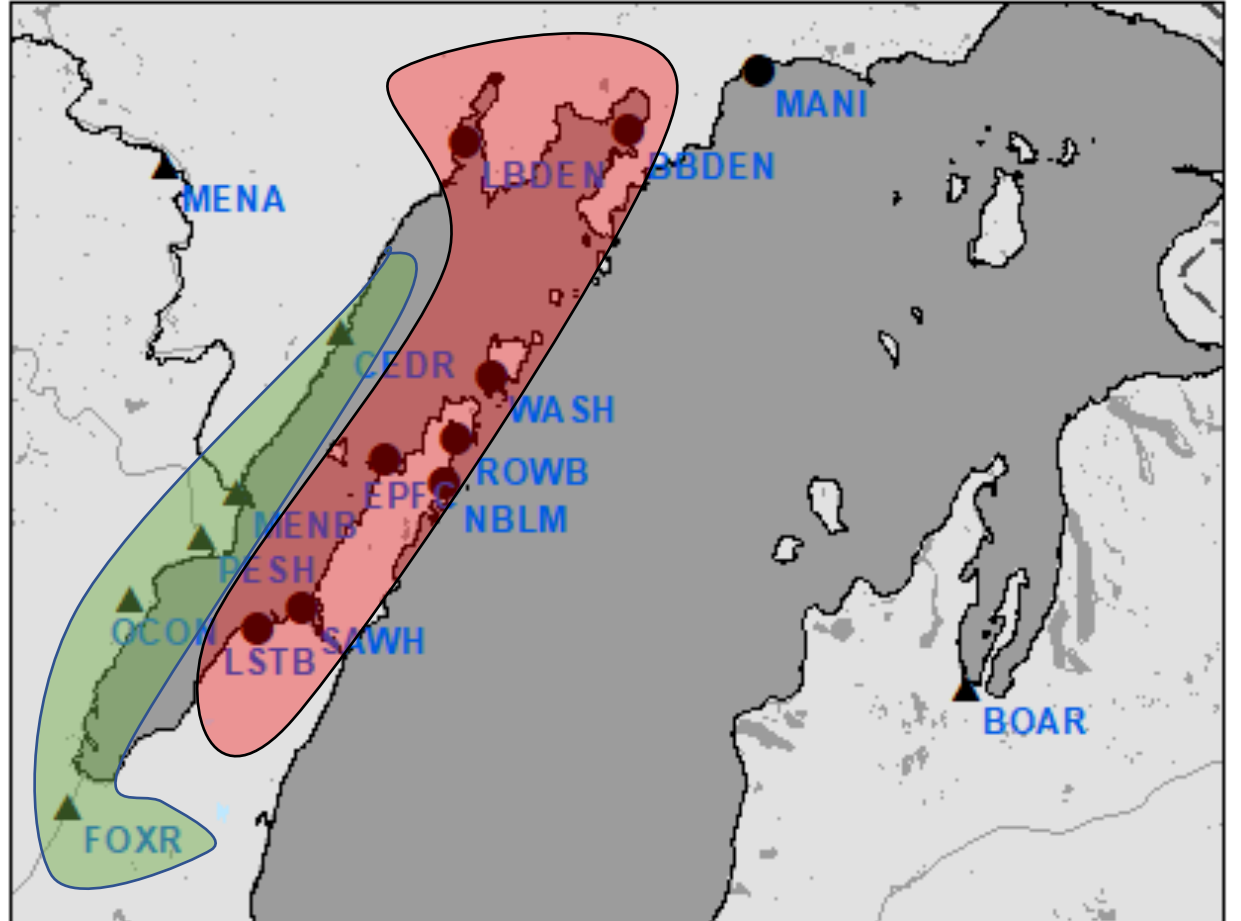 MANI
BBDEN
LBDEN
MENA
CEDR
WASH
ROWB
EPFC
NBLM
MENB
PESH
OCON
SAWH
LSTB
BOAR
FOXR